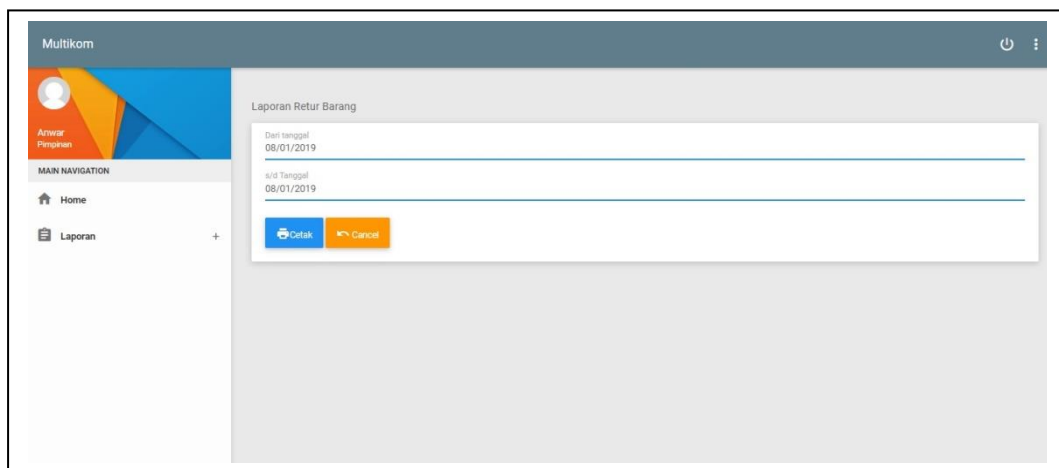 Multikom
Anwar
Pimpinan
MAIN NAVIGATION
Home
Laporan +
Laporan Retur Barang
Dari tanggal
08/01/2019
s/d Tanggal
08/01/2019
Cetak Cancel